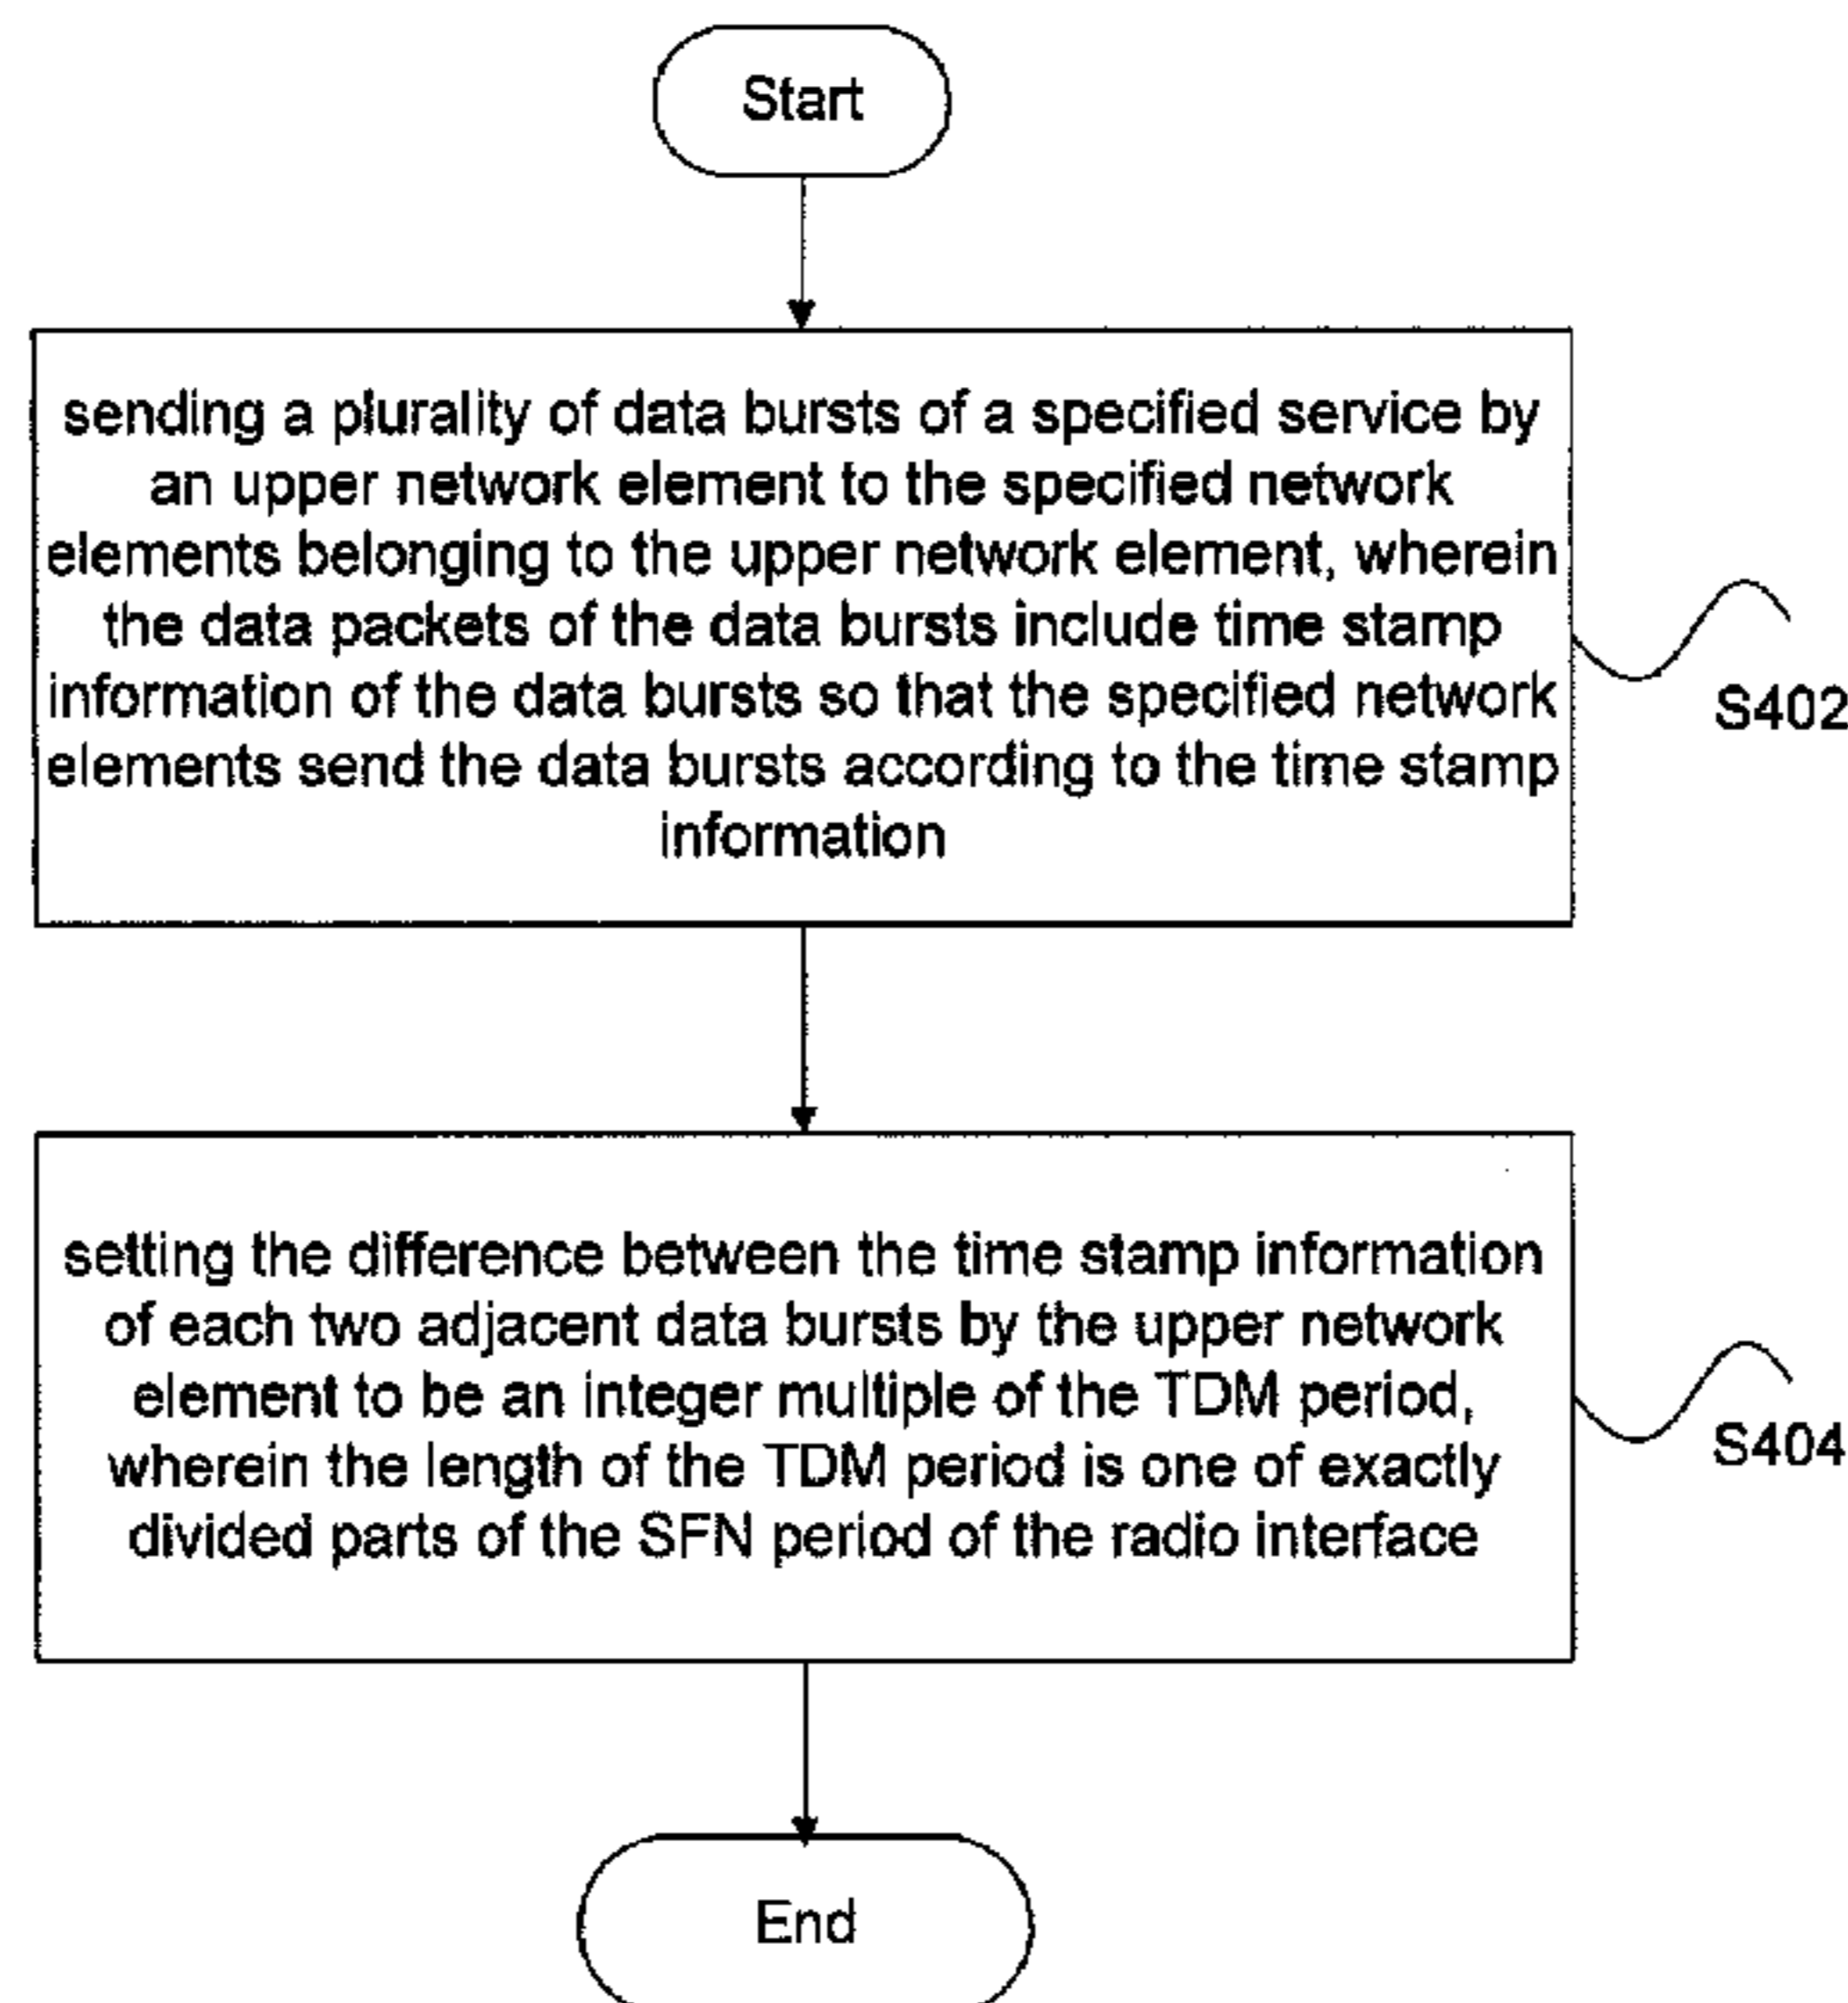 Start
sending a plurality of data bursts of a specified service by
an upper network element to the specified network
elements belonging to the upper network element, wherein
the data packets of the data bursts include time stamp
information of the data bursts so that the specified network
elements send the data bursts according to the time stamp
information
S402
setting the difference between the time stamp information
of each two adjacent data bursts by the upper network
element to be an integer multiple of the TDM period,
wherein the length of the TDM period is one of exactly
divided parts of the SFN period of the radio interface
S404
End